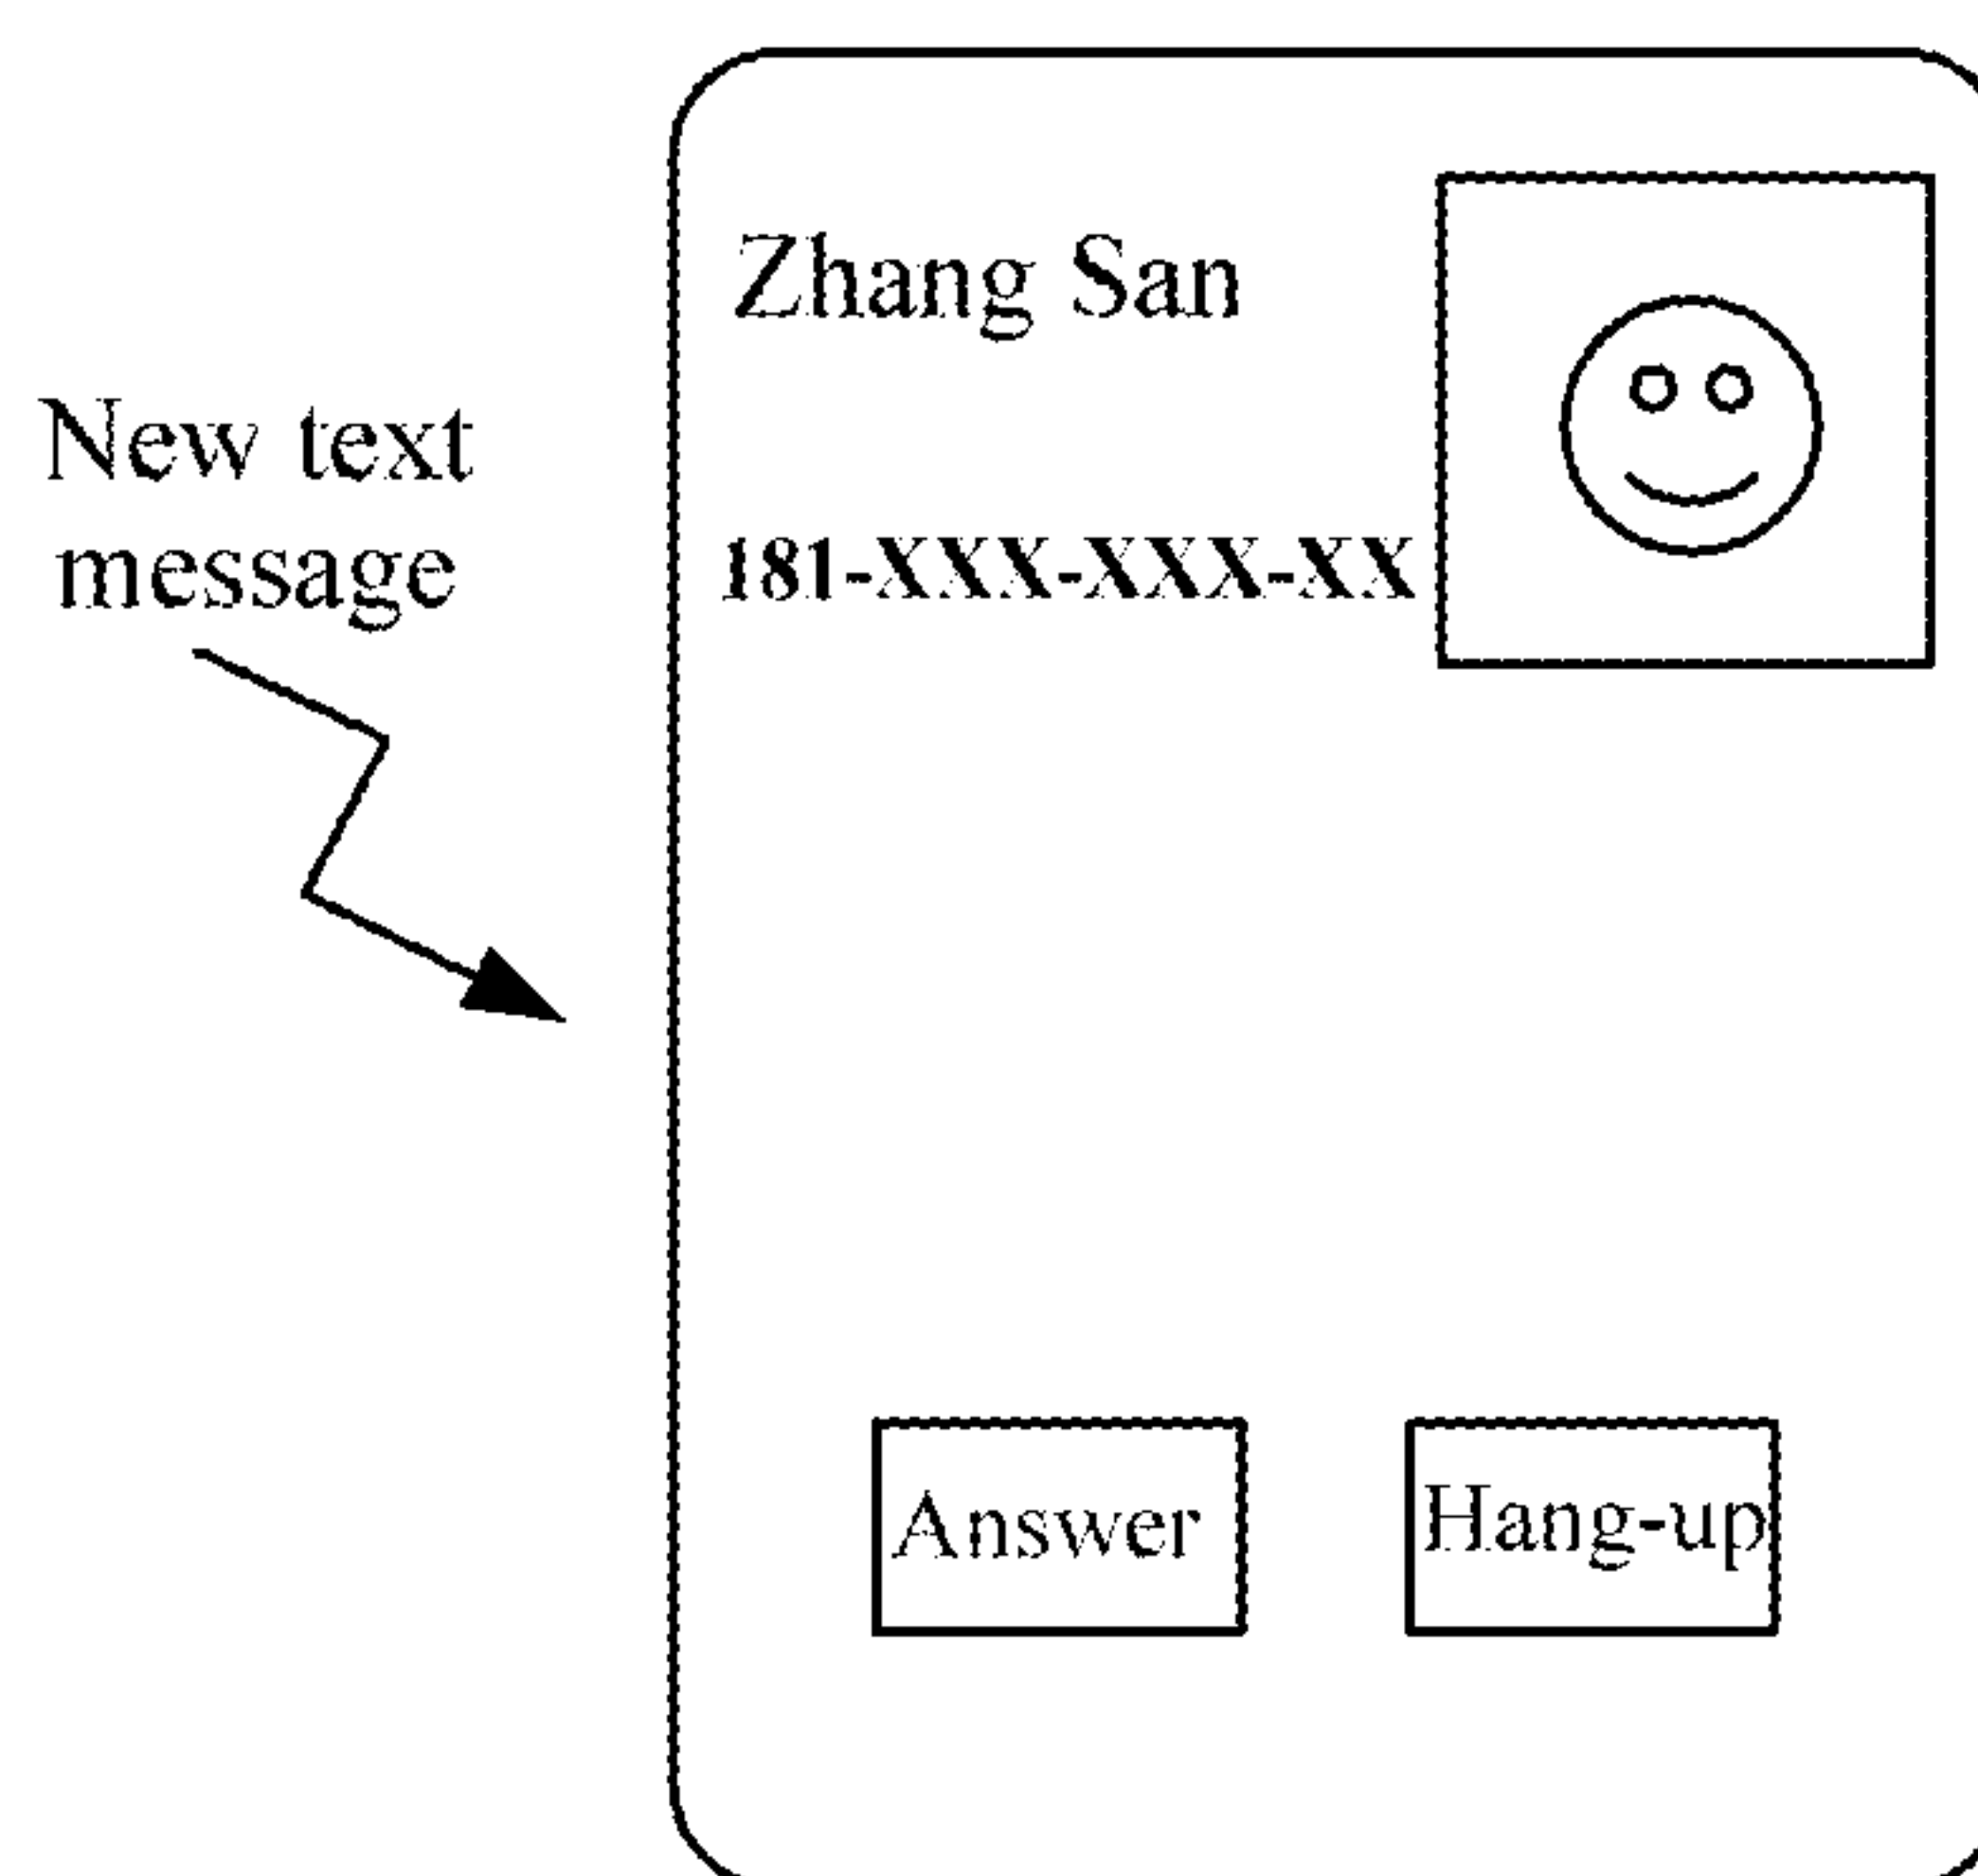 New text
message
Zhang San
181-XXX-XXX-XX
Answer
Hang-up